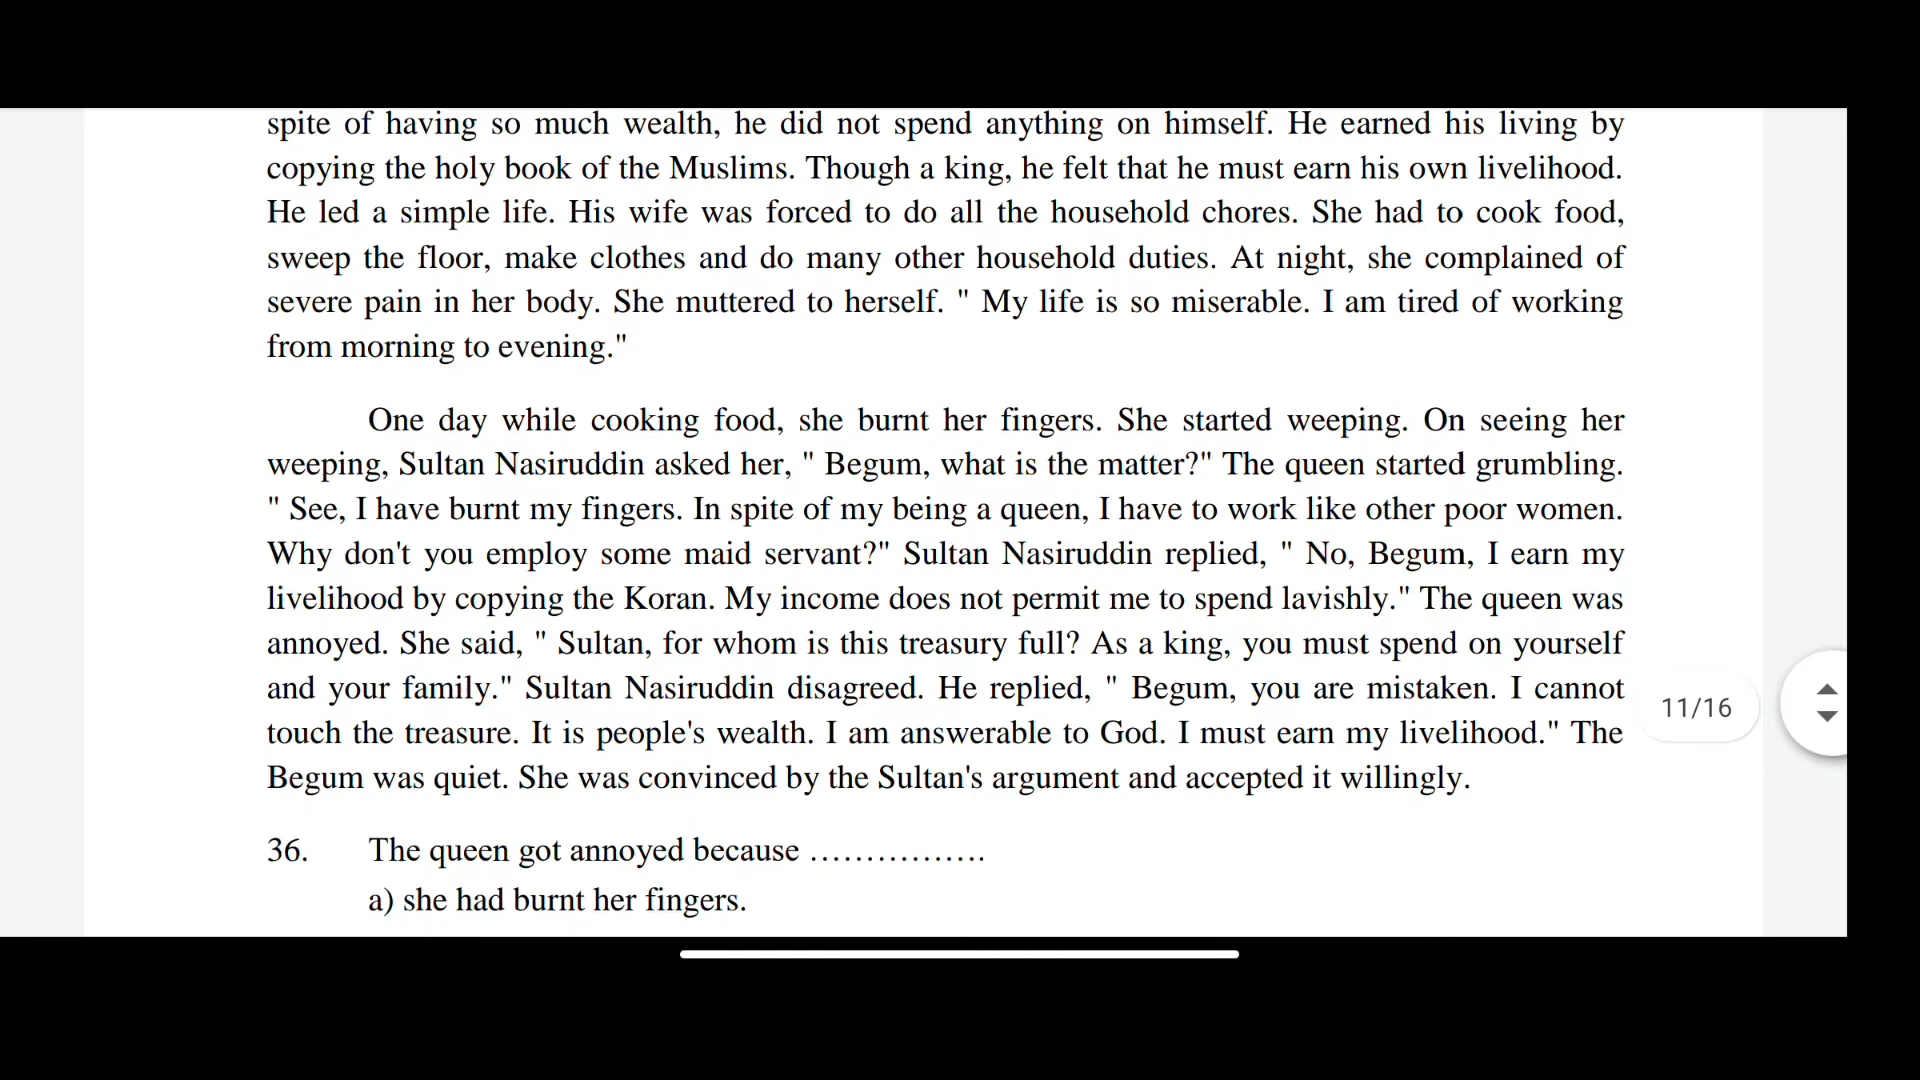 spite of having so much wealth, he did not spend anything on himself. He earned his living by
copying the holy book of the Muslims. Though a king, he felt that he must earn his own livelihood.
He led a simple life. His wife was forced to do all the household chores. She had to cook food,
sweep the floor, make clothes and do many other household duties. At night, she complained of
severe pain in her body. She muttered to herself. " My life is so miserable. I am tired of working
from morning to evening."
One day while cooking food, she burnt her fingers. She started weeping. On seeing her
weeping, Sultan Nasiruddin asked her, " Begum, what is the matter?" The queen started grumbling.
" See, I have burnt my fingers. In spite of my being a queen, I have to work like other poor women.
Why don't you employ some maid servant?" Sultan Nasiruddin replied, " No, Begum, I earn my
livelihood by copying the Koran. My income does not permit me to spend lavishly." The queen was
annoyed. She said, " Sultan, for whom is this treasury full? As a king, you must spend on yourself
and your family." Sultan Nasiruddin disagreed. He replied, " Begum, you are mistaken. I cannot
touch the treasure. It is people's wealth. I am answerable to God. I must earn my livelihood." The
Begum was quiet. She was convinced by the Sultan's argument and accepted it willingly.
11/16
36. The queen got annoyed because ................
a) she had burnt her fingers.